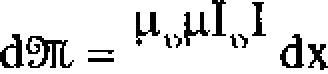 d𝔐 = μ₀μI₀I dx